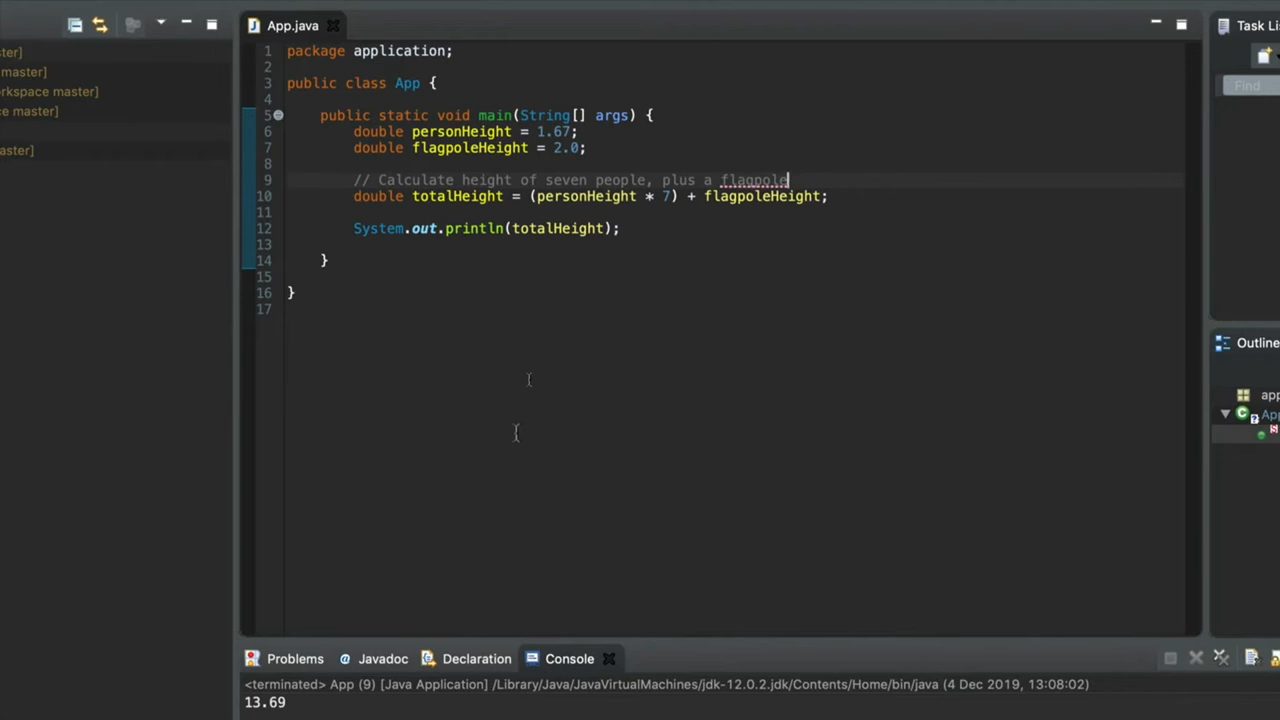 App.java
Task Lis
ster]
master]
rkspace master]
ce master]
aster]
Find
1 package application;
2
3 public class App {
4
5 public static void main(String[] args) {
6 double personHeight = 1.67;
7 double flagpoleHeight = 2.0;
8
9 // Calculate height of seven people, plus a flagpole
10 double totalHeight = (personHeight * 7) + flagpoleHeight;
11
12 System.out.println(totalHeight);
13
14 }
15
16 }
17
Outline
app
App
S
Problems
@ Javadoc
Declaration
Console
<terminated> App (9) [Java Application] /Library/Java/JavaVirtualMachines/jdk-12.0.2.jdk/Contents/Home/bin/java (4 Dec 2019, 13:08:02)
13.69